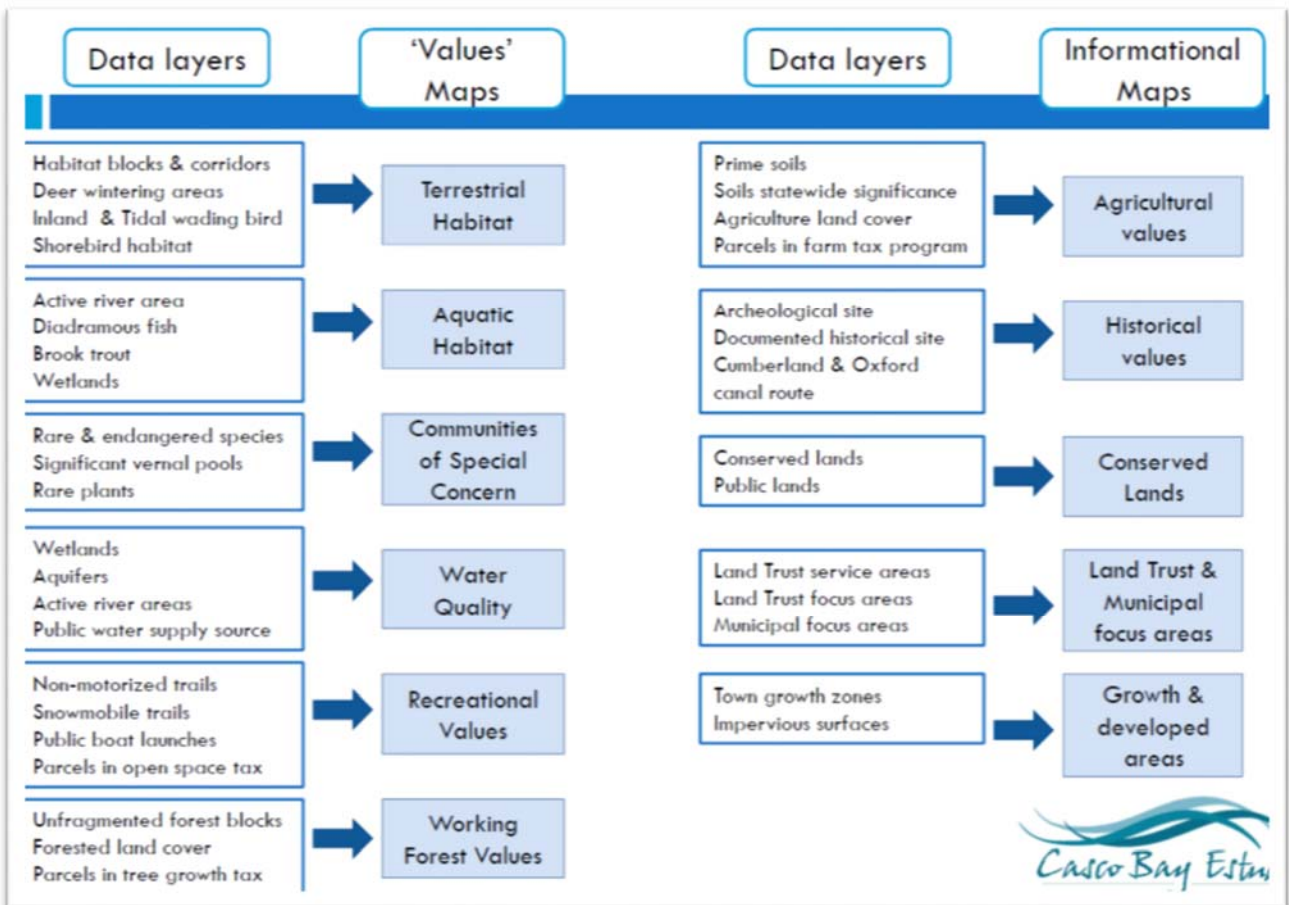 Data layers
‘Values’
Maps
Habitat blocks & corridors
Deer wintering areas
Inland & Tidal wading bird
Shorebird habitat
Terrestrial
Habitat
Active river area
Diadramous fish
Brook trout
Wetlands
Aquatic
Habitat
Rare & endangered species
Significant vernal pools
Rare plants
Communities
of Special
Concern
Wetlands
Aquifers
Active river areas
Public water supply source
Water
Quality
Non-motorized trails
Snowmobile trails
Public boat launches
Parcels in open space tax
Recreational
Values
Unfragmented forest blocks
Forested land cover
Parcels in tree growth tax
Working
Forest Values
Data layers
Informational
Maps
Prime soils
Soils statewide significance
Agriculture land cover
Parcels in farm tax program
Agricultural
values
Archeological site
Documented historical site
Cumberland & Oxford
canal route
Historical
values
Conserved lands
Public lands
Conserved
Lands
Land Trust service areas
Land Trust focus areas
Municipal focus areas
Land Trust &
Municipal
focus areas
Town growth zones
Impervious surfaces
Growth &
developed
areas
Casco Bay Estu